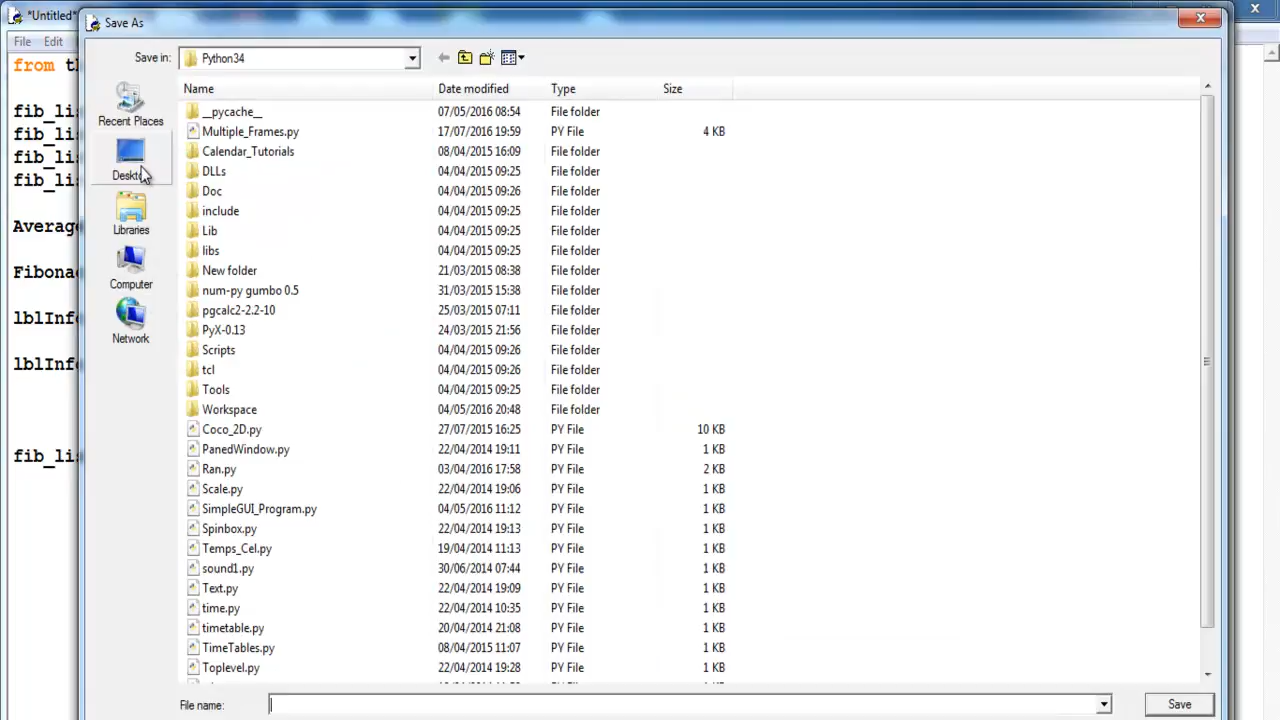 *Untitled*
Save As
File Edit
Save in: Python34
from th
fib_lis
fib_lis
fib_lis
fib_lis
Average
Fibonac
lblInfo
lblInfo
fib_lis
Recent Places
Desktop
Libraries
Computer
Network
Name Date modified Type Size
__pycache__ 07/05/2016 08:54 File folder
Multiple_Frames.py 17/07/2016 19:59 PY File 4 KB
Calendar_Tutorials 08/04/2015 16:09 File folder
DLLs 04/04/2015 09:25 File folder
Doc 04/04/2015 09:26 File folder
include 04/04/2015 09:25 File folder
Lib 04/04/2015 09:25 File folder
libs 04/04/2015 09:25 File folder
New folder 21/03/2015 08:38 File folder
num-py gumbo 0.5 31/03/2015 15:38 File folder
pgcalc2-2.2-10 25/03/2015 07:11 File folder
PyX-0.13 24/03/2015 21:56 File folder
Scripts 04/04/2015 09:26 File folder
tcl 04/04/2015 09:26 File folder
Tools 04/04/2015 09:25 File folder
Workspace 04/05/2016 20:48 File folder
Coco_2D.py 27/07/2015 16:25 PY File 10 KB
PanedWindow.py 22/04/2014 19:11 PY File 1 KB
Ran.py 03/04/2016 17:58 PY File 2 KB
Scale.py 22/04/2014 19:06 PY File 1 KB
SimpleGUI_Program.py 04/05/2016 11:12 PY File 1 KB
Spinbox.py 22/04/2014 19:13 PY File 1 KB
Temps_Cel.py 19/04/2014 11:13 PY File 1 KB
sound1.py 30/06/2014 07:44 PY File 1 KB
Text.py 22/04/2014 19:09 PY File 1 KB
time.py 22/04/2014 10:35 PY File 1 KB
timetable.py 20/04/2014 21:08 PY File 1 KB
TimeTables.py 08/04/2015 11:07 PY File 1 KB
Toplevel.py 22/04/2014 19:28 PY File 1 KB
File name: Save